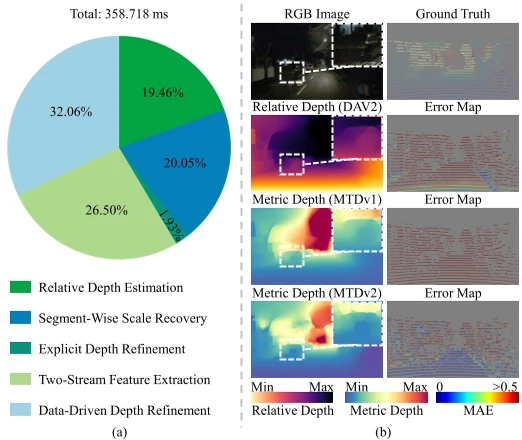 Total: 358.718 ms
19.46%
20.05%
1.93%
26.50%
32.06%
Relative Depth Estimation
Segment-Wise Scale Recovery
Explicit Depth Refinement
Two-Stream Feature Extraction
Data-Driven Depth Refinement
(a)
RGB Image Ground Truth
Relative Depth (DAV2) Error Map
Metric Depth (MTDv1) Error Map
Metric Depth (MTDv2) Error Map
Min Max Min Max 0 >0.5
Relative Depth Metric Depth MAE
(b)